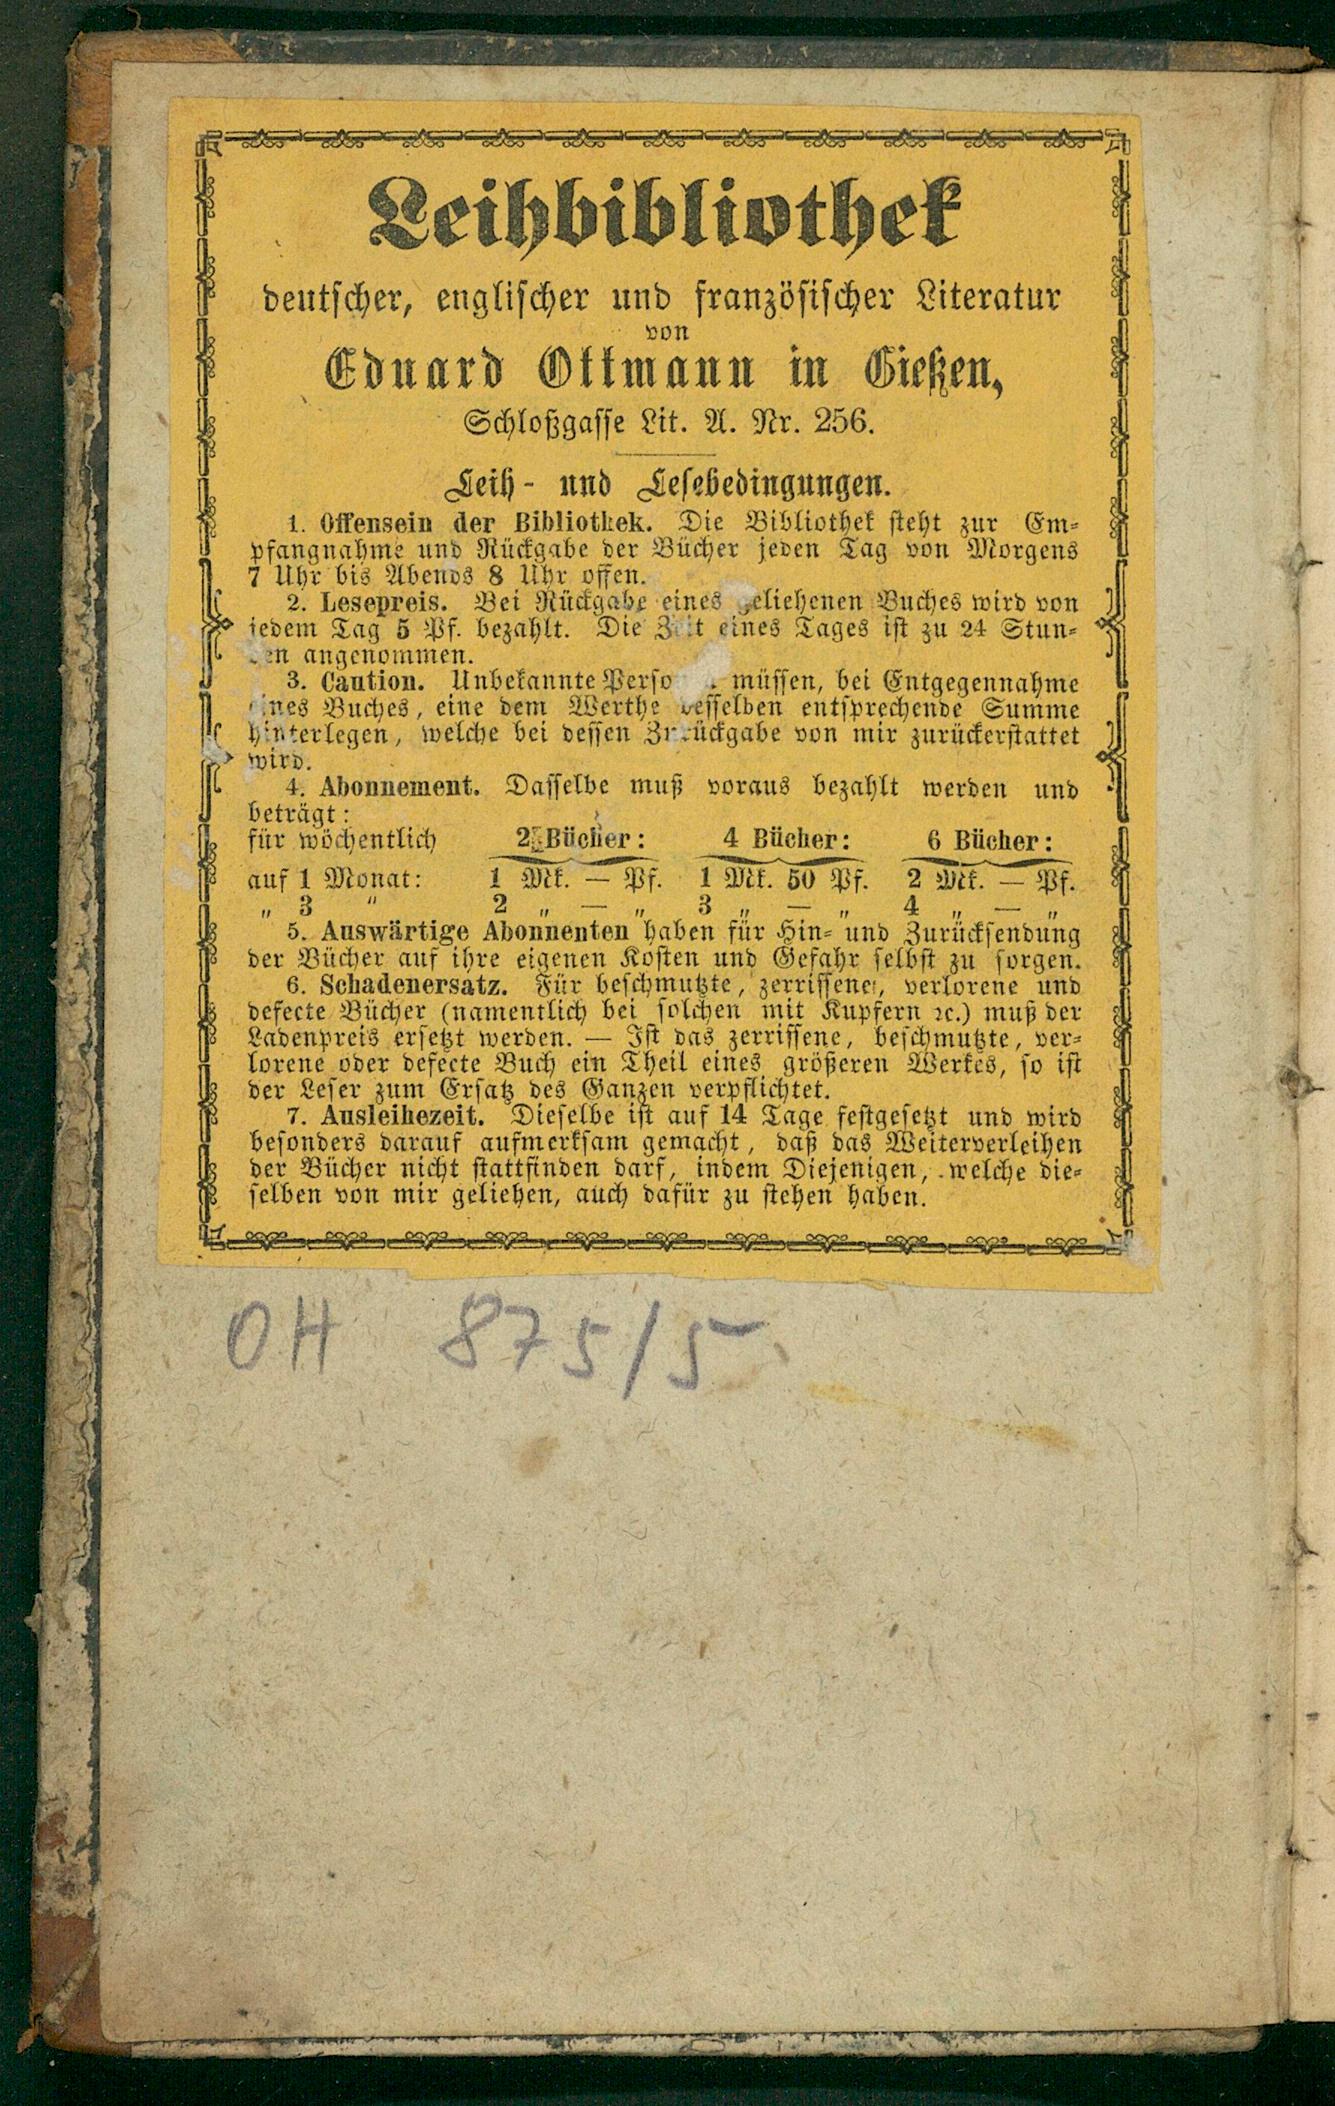 Leihbibliothek
deutscher, englischer und französischer Literatur
von
Eduard Ottmann in Gießen,
Schloßgasse Lit. A. Nr. 256.
Leih- und Lesebedingungen.
1. Offensein der Bibliothek. Die Bibliothek steht zur Em-
pfangnahme und Rückgabe der Bücher jeden Tag von Morgens
7 Uhr bis Abends 8 Uhr offen.
2. Lesepreis. Bei Rückgabe eines geliehenen Buches wird von
jedem Tag 5 Pf. bezahlt. Die Zeit eines Tages ist zu 24 Stun-
den angenommen.
3. Caution. Unbekannte müssen, bei Entgegennahme
eines Buches, eine dem Werthe desselben entsprechende Summe
hinterlegen, welche bei dessen Zurückgabe von mir zurückerstattet
wird.
4. Abonnement. Dasselbe muß voraus bezahlt werden und
beträgt:
für wöchentlich 2 Bücher: 4 Bücher: 6 Bücher:
auf 1 Monat: 1 Mk. — Pf. 1 Mk. 50 Pf. 2 Mk. — Pf.
„ 3 „ 2 „ — „ 3 „ — „ 4 „ — „
5. Auswärtige Abonnenten haben für Hin- und Zurücksendung
der Bücher auf ihre eigenen Kosten und Gefahr selbst zu sorgen.
6. Schadenersatz. Für beschmutzte, zerrissene, verlorene und
defecte Bücher (namentlich bei solchen mit Kupfern ꝛc.) muß der
Ladenpreis ersetzt werden. — Ist das zerrissene, beschmutzte, ver-
lorene oder defecte Buch ein Theil eines größeren Werkes, so ist
der Leser zum Ersatz des Ganzen verpflichtet.
7. Ausleihezeit. Dieselbe ist auf 14 Tage festgesetzt und wird
besonders darauf aufmerksam gemacht, daß das Weiterverleihen
der Bücher nicht stattfinden darf, indem Diejenigen, welche die-
selben von mir geliehen, auch dafür zu stehen haben.
OH 875/5